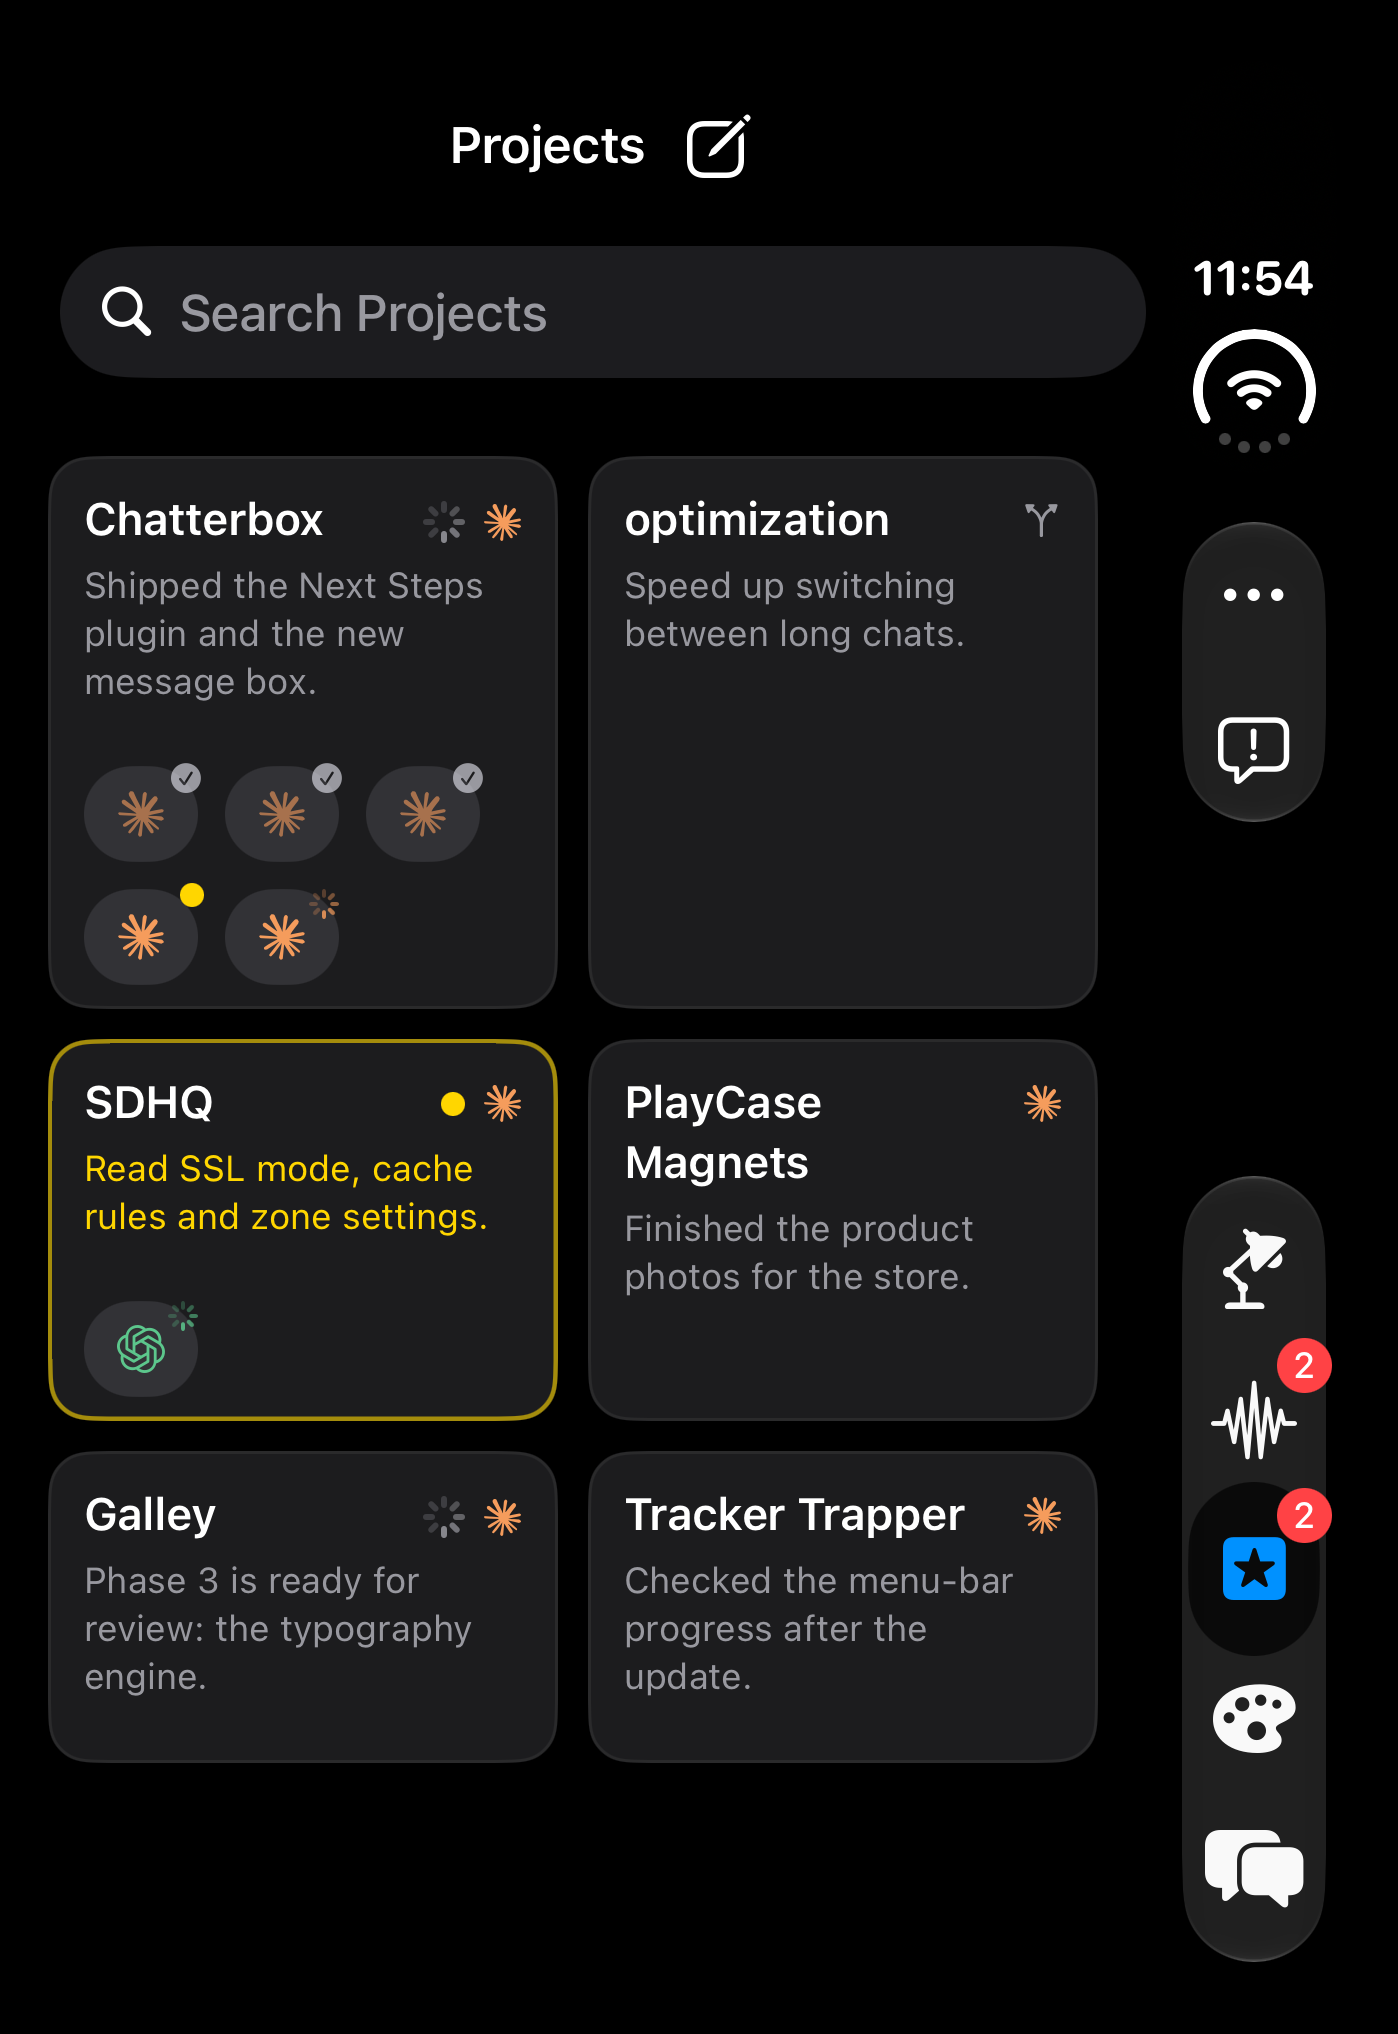 Projects
Search Projects
11:54
Chatterbox
Shipped the Next Steps
plugin and the new
message box.
optimization
Speed up switching
between long chats.
SDHQ
Read SSL mode, cache
rules and zone settings.
PlayCase
Magnets
Finished the product
photos for the store.
2
2
Galley
Phase 3 is ready for
review: the typography
engine.
Tracker Trapper
Checked the menu-bar
progress after the
update.